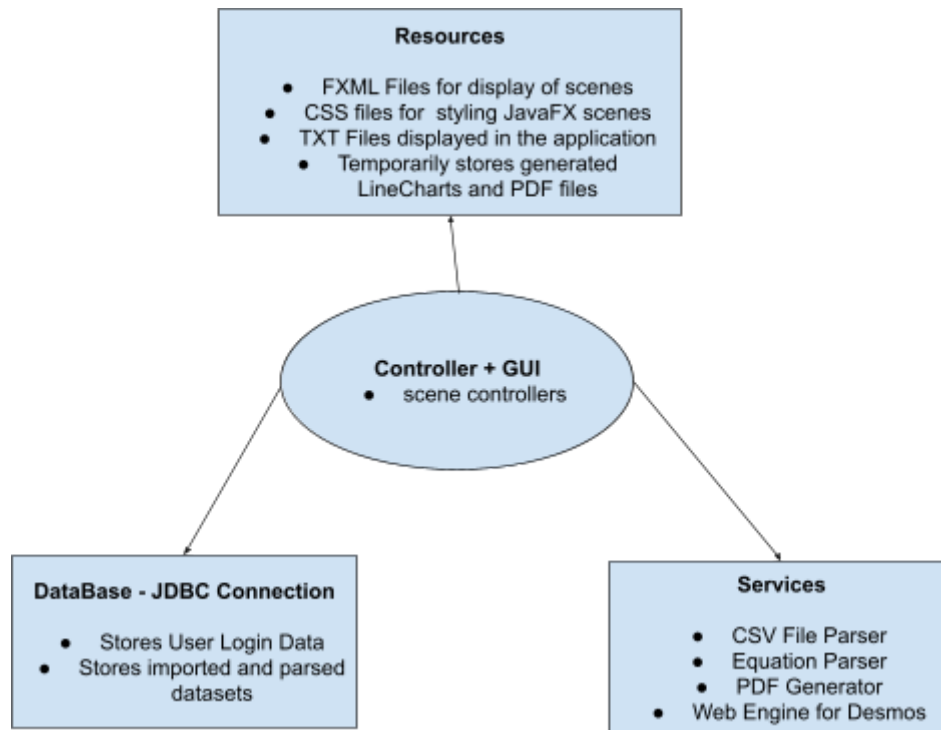 Resources
● FXML Files for display of scenes
● CSS files for styling JavaFX scenes
● TXT Files displayed in the application
● Temporarily stores generated
LineCharts and PDF files
Controller + GUI
● scene controllers
DataBase - JDBC Connection
● Stores User Login Data
● Stores imported and parsed
datasets
Services
● CSV File Parser
● Equation Parser
● PDF Generator
● Web Engine for Desmos